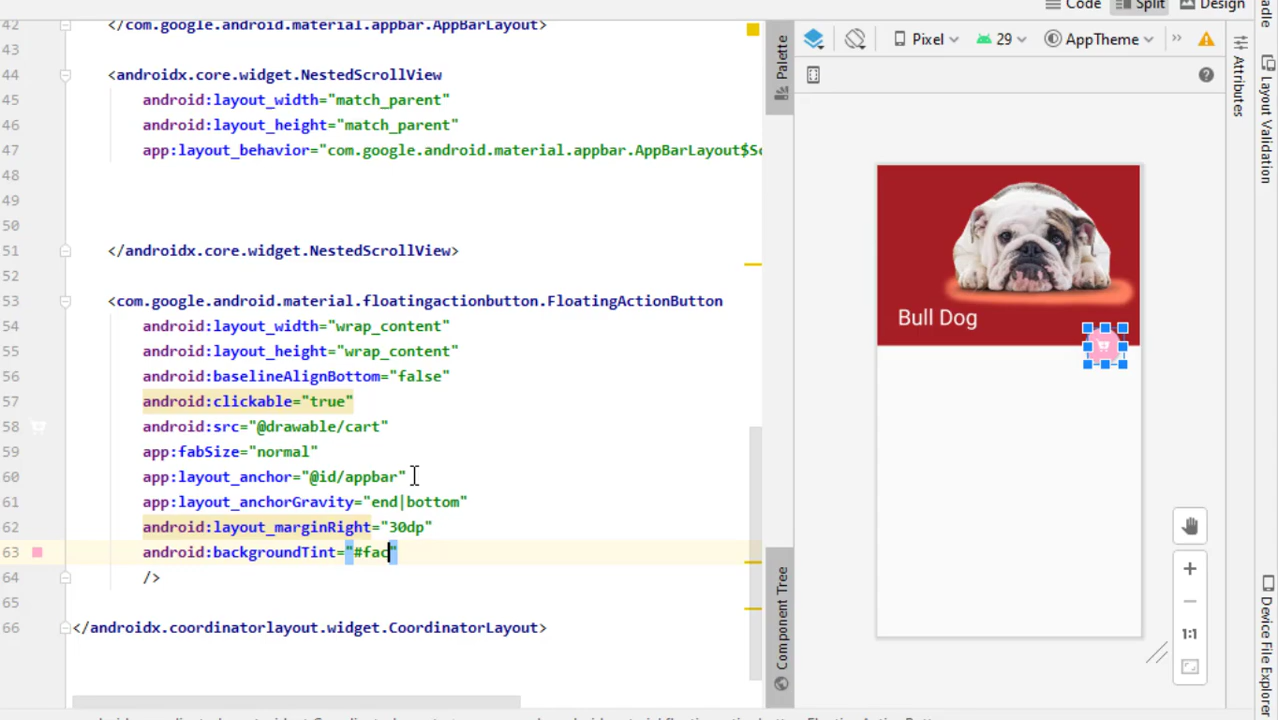 Code Split Design
42 </com.google.android.material.appbar.AppBarLayout>
43
44 <androidx.core.widget.NestedScrollView
45 android:layout_width="match_parent"
46 android:layout_height="match_parent"
47 app:layout_behavior="com.google.android.material.appbar.AppBarLayout$Sc
48
49
50
51 </androidx.core.widget.NestedScrollView>
52
53 <com.google.android.material.floatingactionbutton.FloatingActionButton
54 android:layout_width="wrap_content"
55 android:layout_height="wrap_content"
56 android:baselineAlignBottom="false"
57 android:clickable="true"
58 android:src="@drawable/cart"
59 app:fabSize="normal"
60 app:layout_anchor="@id/appbar"
61 app:layout_anchorGravity="end|bottom"
62 android:layout_marginRight="30dp"
63 android:backgroundTint="#fac"
64 />
65
66 </androidx.coordinatorlayout.widget.CoordinatorLayout>
Palette
Component Tree
Pixel 29 AppTheme »
?
Bull Dog
+
−
1:1
Attributes
Layout Validation
Device File Explorer